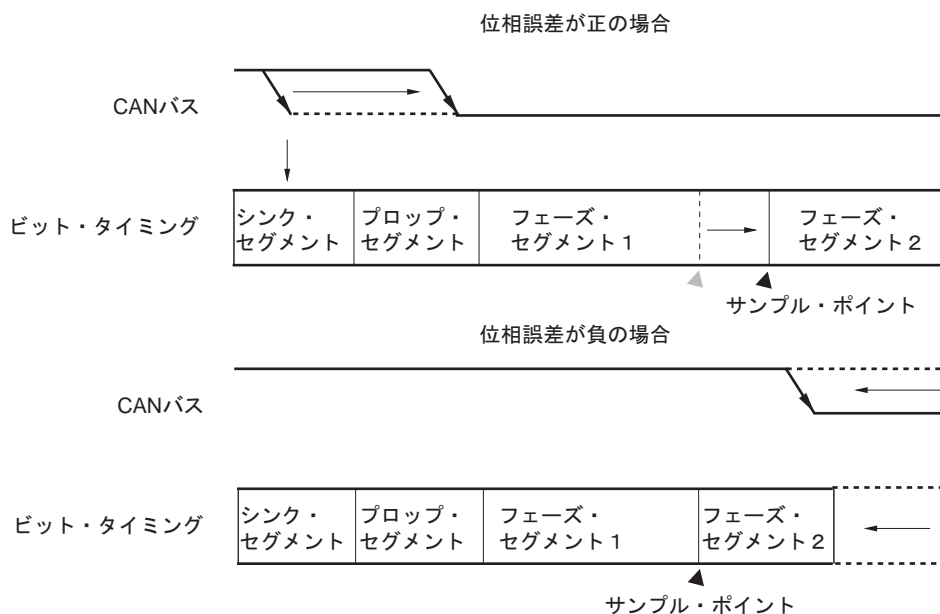 位相誤差が正の場合
CANバス
ビット・タイミング
シンク・
セグメント
プロップ・
セグメント
フェーズ・
セグメント1
フェーズ・
セグメント2
サンプル・ポイント
位相誤差が負の場合
CANバス
ビット・タイミング
シンク・
セグメント
プロップ・
セグメント
フェーズ・
セグメント1
フェーズ・
セグメント2
サンプル・ポイント